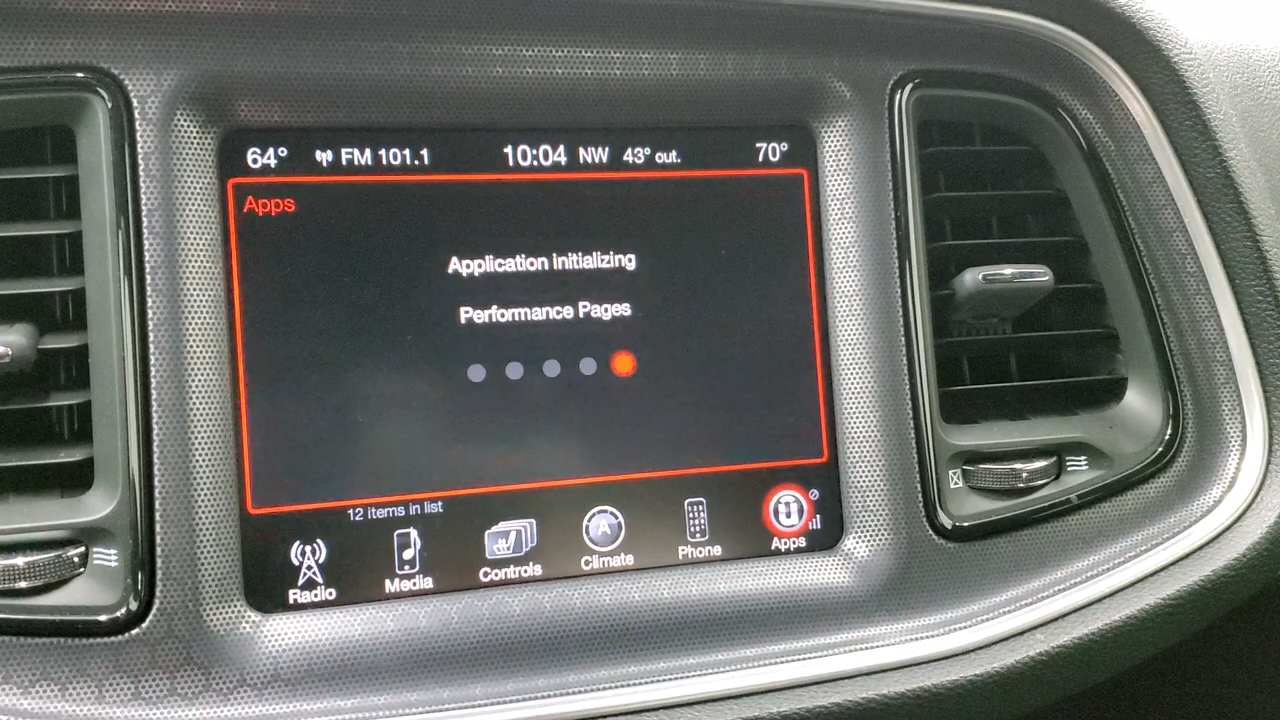 64° FM 101.1 10:04 NW 43° out. 70°
Apps
Application initializing
Performance Pages
12 items in list
Radio Media Controls Climate Phone Apps